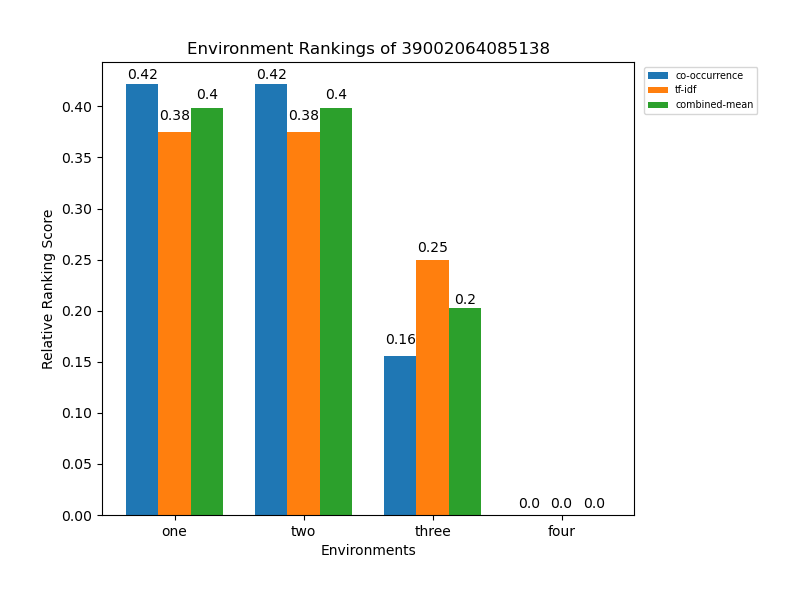 Environment Rankings of 39002064085138
co-occurrence
tf-idf
combined-mean
Relative Ranking Score
0.40
0.35
0.30
0.25
0.20
0.15
0.10
0.05
0.00
0.42
0.38
0.4
0.42
0.38
0.4
0.16
0.25
0.2
0.0
0.0
0.0
one
two
three
four
Environments